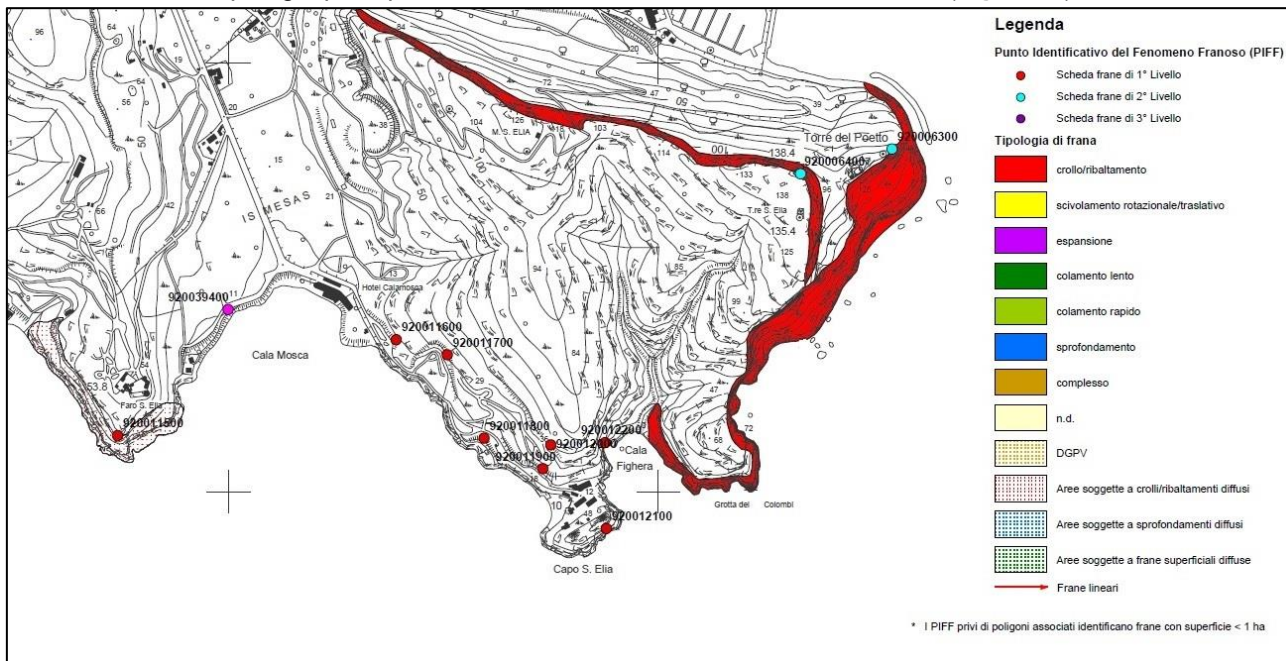 Legenda
Punto Identificativo del Fenomeno Franoso (PIFF)
Scheda frane di 1° Livello
Scheda frane di 2° Livello
Scheda frane di 3° Livello
Tipologia di frana
crollo/ribaltamento
scivolamento rotazionale/traslativo
espansione
colamento lento
colamento rapido
sprofondamento
complesso
n.d.
DGPV
Aree soggette a crolli/ribaltamenti diffusi
Aree soggette a sprofondamenti diffusi
Aree soggette a frane superficiali diffuse
Frane lineari
* I PIFF privi di poligoni associati identificano frane con superficie < 1 ha
Torre del Poetto
920006300
920006400
138.4
133
138
T.re S. Elia
135.4
125
M. S. ELIA
IS MESAS
Hotel Calamosca
920039400
Cala Mosca
920011600
920011700
53.8
Faro S. Elia
920011500
920011800
920012200
920011900
Cala
Fighera
920012100
Capo S. Elia
Grotta dei Colombi